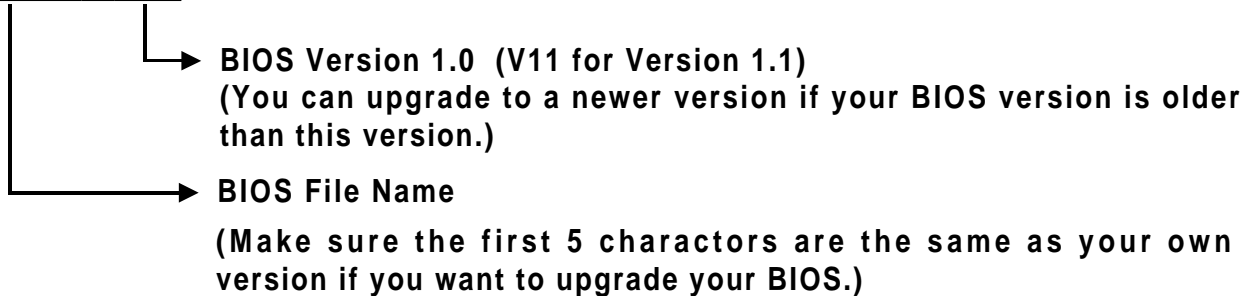 BIOS Version 1.0 (V11 for Version 1.1)
(You can upgrade to a newer version if your BIOS version is older
than this version.)
BIOS File Name
(Make sure the first 5 charactors are the same as your own
version if you want to upgrade your BIOS.)